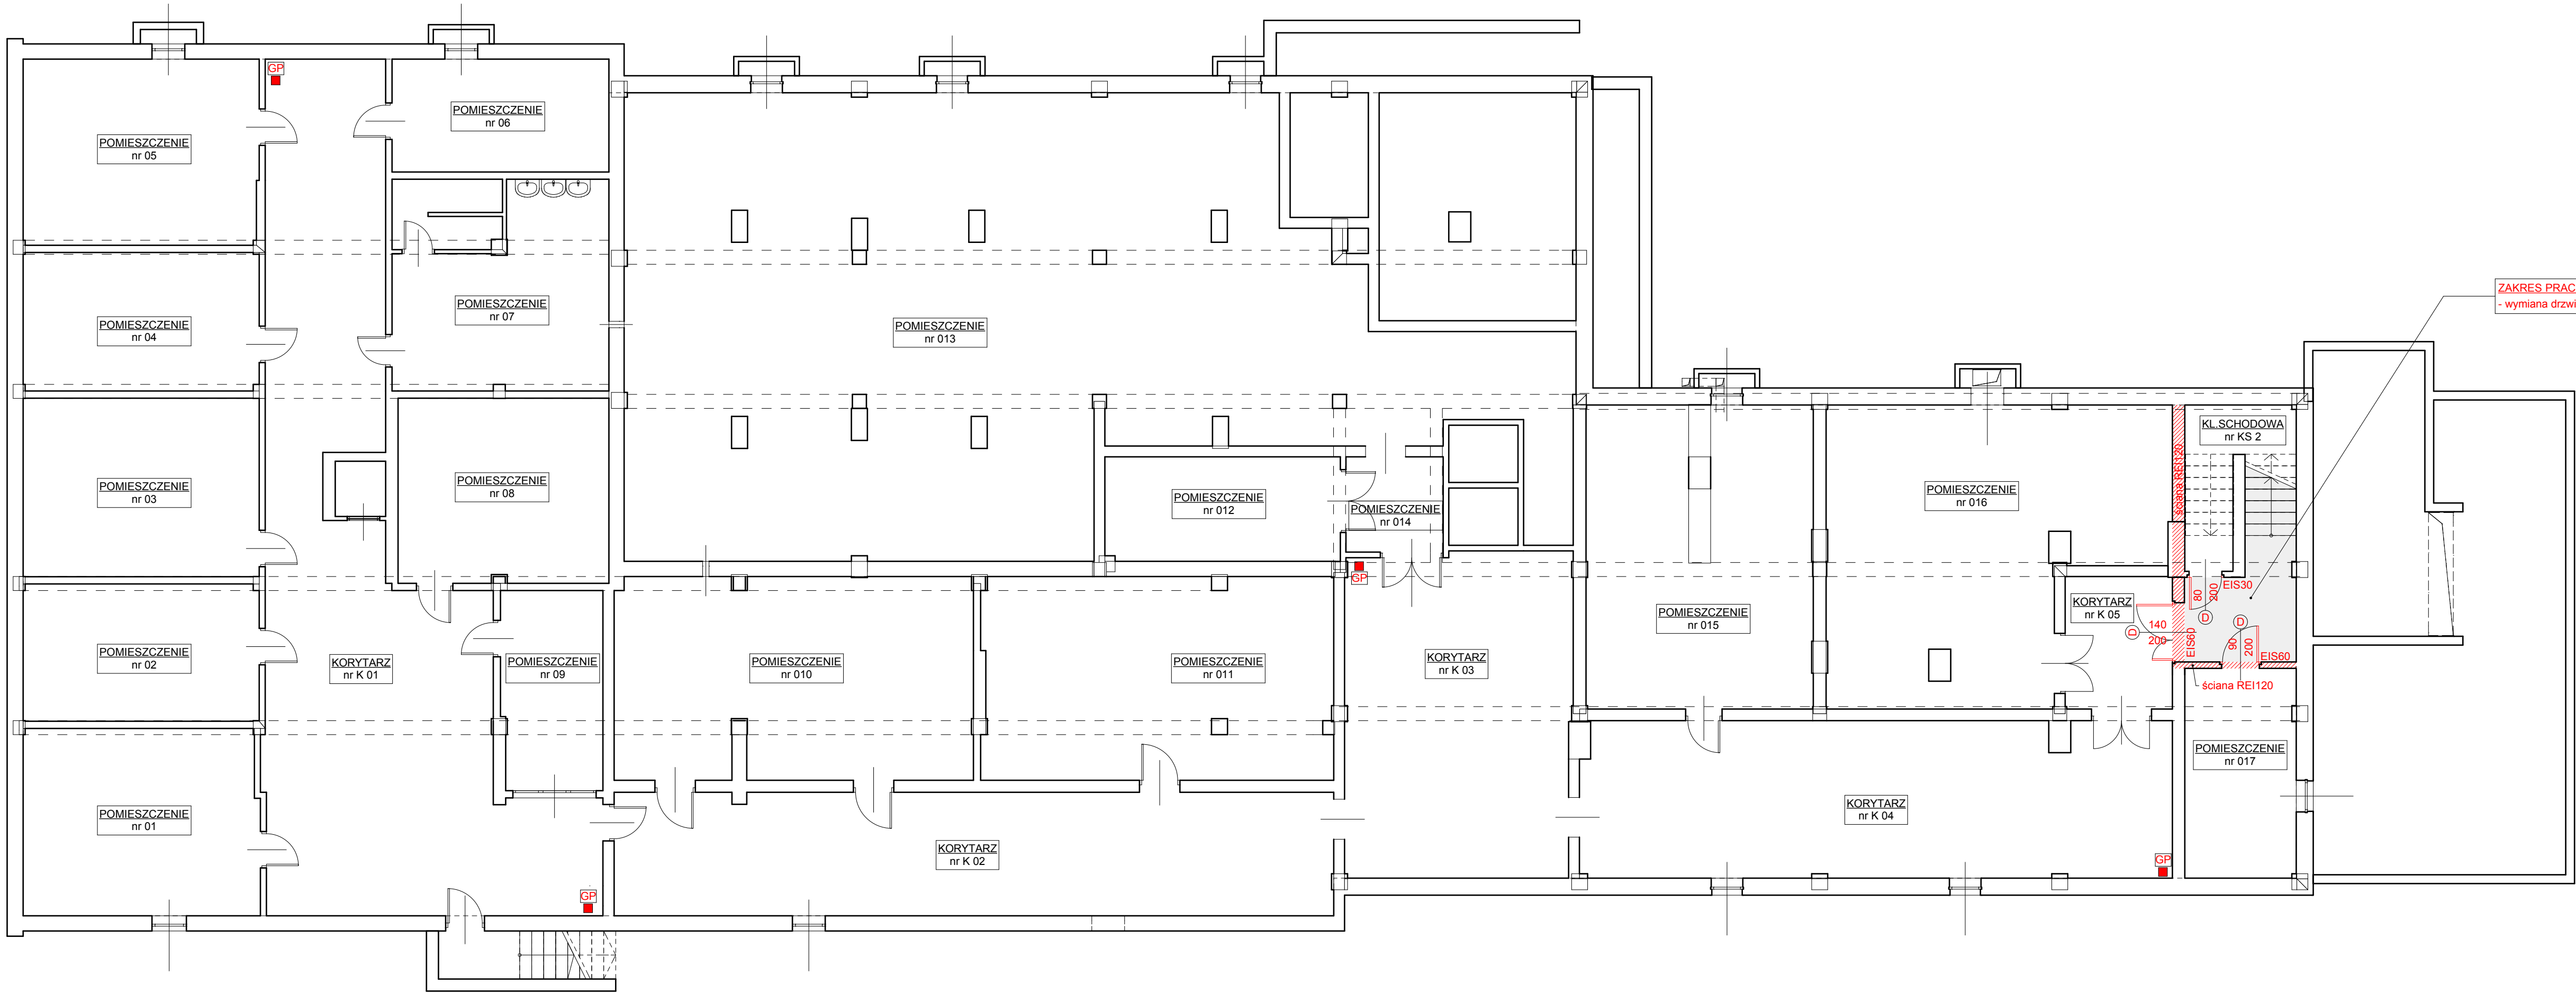 GP
POMIESZCZENIE
nr 05
POMIESZCZENIE
nr 06
POMIESZCZENIE
nr 04
POMIESZCZENIE
nr 07
POMIESZCZENIE
nr 013
ZAKRES PRAC
- wymiana drzwi
POMIESZCZENIE
nr 03
POMIESZCZENIE
nr 08
POMIESZCZENIE
nr 012
POMIESZCZENIE
nr 014
GP
POMIESZCZENIE
nr 016
KL.SCHODOWA
nr KS 2
ściana REI120
EIS30
80
200
D
KORYTARZ
nr K 05
D
140
200
EIS60
D
90
200
EIS60
ściana REI120
POMIESZCZENIE
nr 02
KORYTARZ
nr K 01
POMIESZCZENIE
nr 09
POMIESZCZENIE
nr 010
POMIESZCZENIE
nr 011
KORYTARZ
nr K 03
POMIESZCZENIE
nr 015
POMIESZCZENIE
nr 017
POMIESZCZENIE
nr 01
KORYTARZ
nr K 02
KORYTARZ
nr K 04
GP
GP